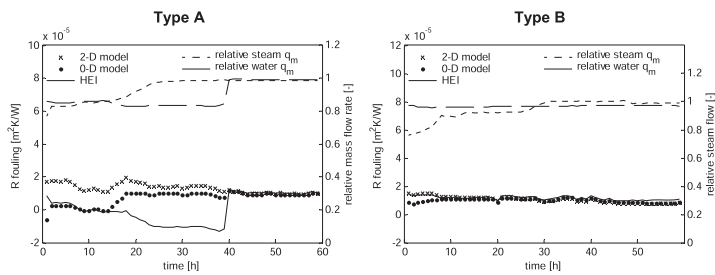 Type A
x 10⁻⁵
10
8
6
4
2
0
-2
0 10 20 30 40 50 60
1.2
1
0.8
0.6
0.4
0.2
0
R fouling [m²K/W]
time [h]
relative mass flow rate [-]
2-D model
0-D model
HEI
relative steam qm
relative water qm
Type B
x 10⁻⁵
12
10
8
6
4
2
0
-2
0 10 20 30 40 50
1.2
1
0.8
0.6
0.4
0.2
0
R fouling [m²K/W]
time [h]
relative steam flow [-]
2-D model
0-D model
HEI
relative steam qm
relative water qm